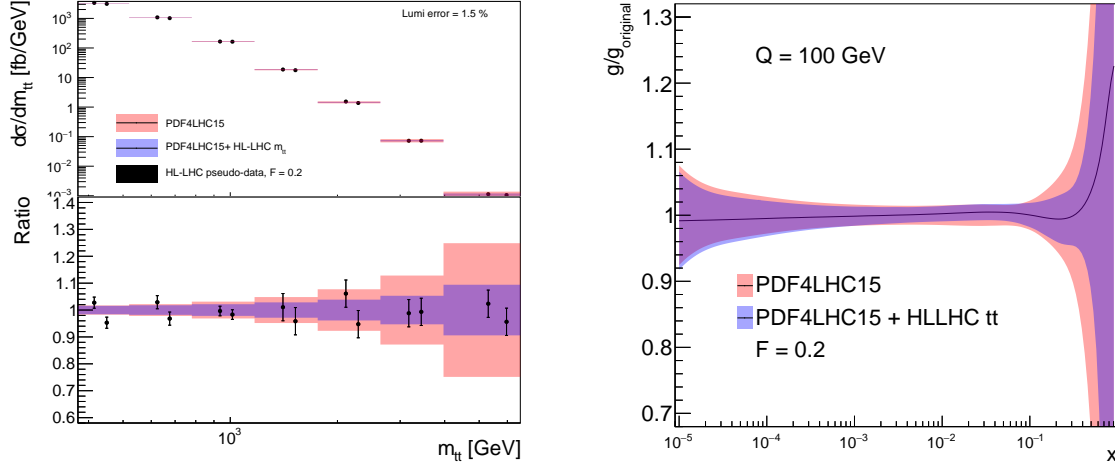 dσ/dm_tt [fb/GeV]
10³
10²
10
1
10⁻¹
10⁻²
10⁻³
Lumi error = 1.5 %
PDF4LHC15
PDF4LHC15+ HL-LHC m_tt
HL-LHC pseudo-data, F = 0.2
Ratio
1.4
1.3
1.2
1.1
1.0
0.9
0.8
0.7
0.6
10³
m_tt [GeV]
g/g_original
1.3
1.2
1.1
1
0.9
0.8
0.7
Q = 100 GeV
PDF4LHC15
PDF4LHC15 + HLLHC tt
F = 0.2
10⁻⁵
10⁻⁴
10⁻³
10⁻²
10⁻¹
x